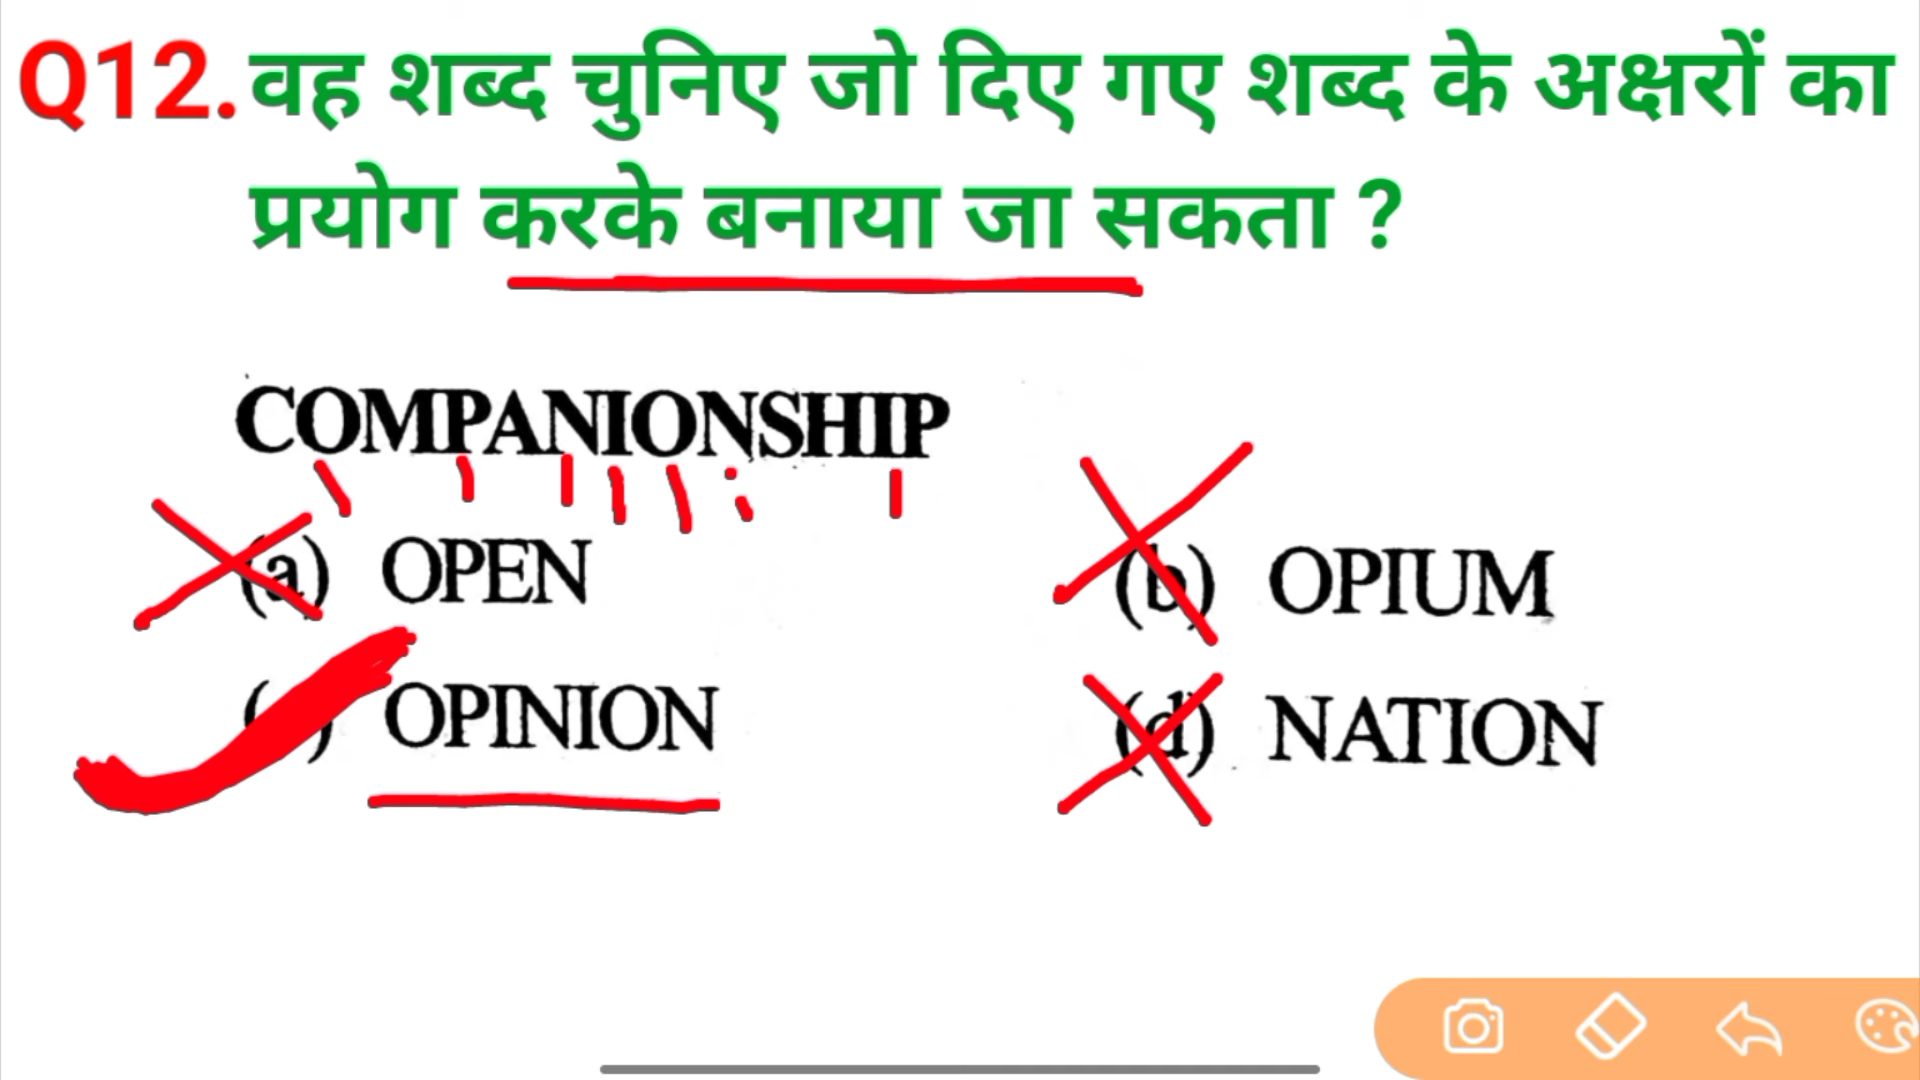 Q12. वह शब्द चुनिए जो दिए गए शब्द के अक्षरों का
प्रयोग करके बनाया जा सकता ?
COMPANIONSHIP
(a) OPEN (b) OPIUM
( ) OPINION (d) NATION